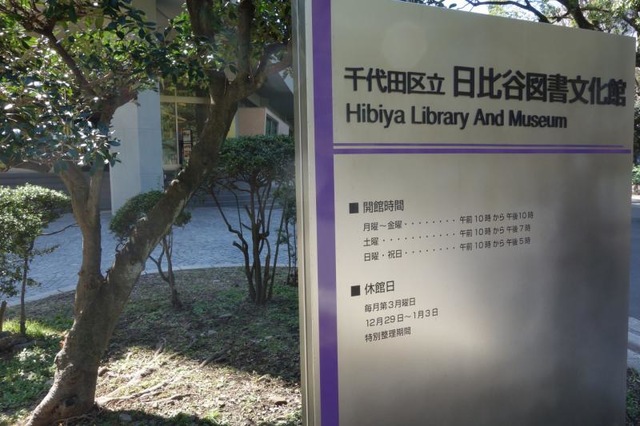 千代田区立 日比谷図書文化館
Hibiya Library And Museum
■ 開館時間
月曜～金曜・・・・・・・・午前10時から午後10時
土曜・・・・・・・・・・・午前10時から午後7時
日曜・祝日・・・・・・・・午前10時から午後5時
■ 休館日
毎月第3月曜日
12月29日～1月3日
特別整理期間